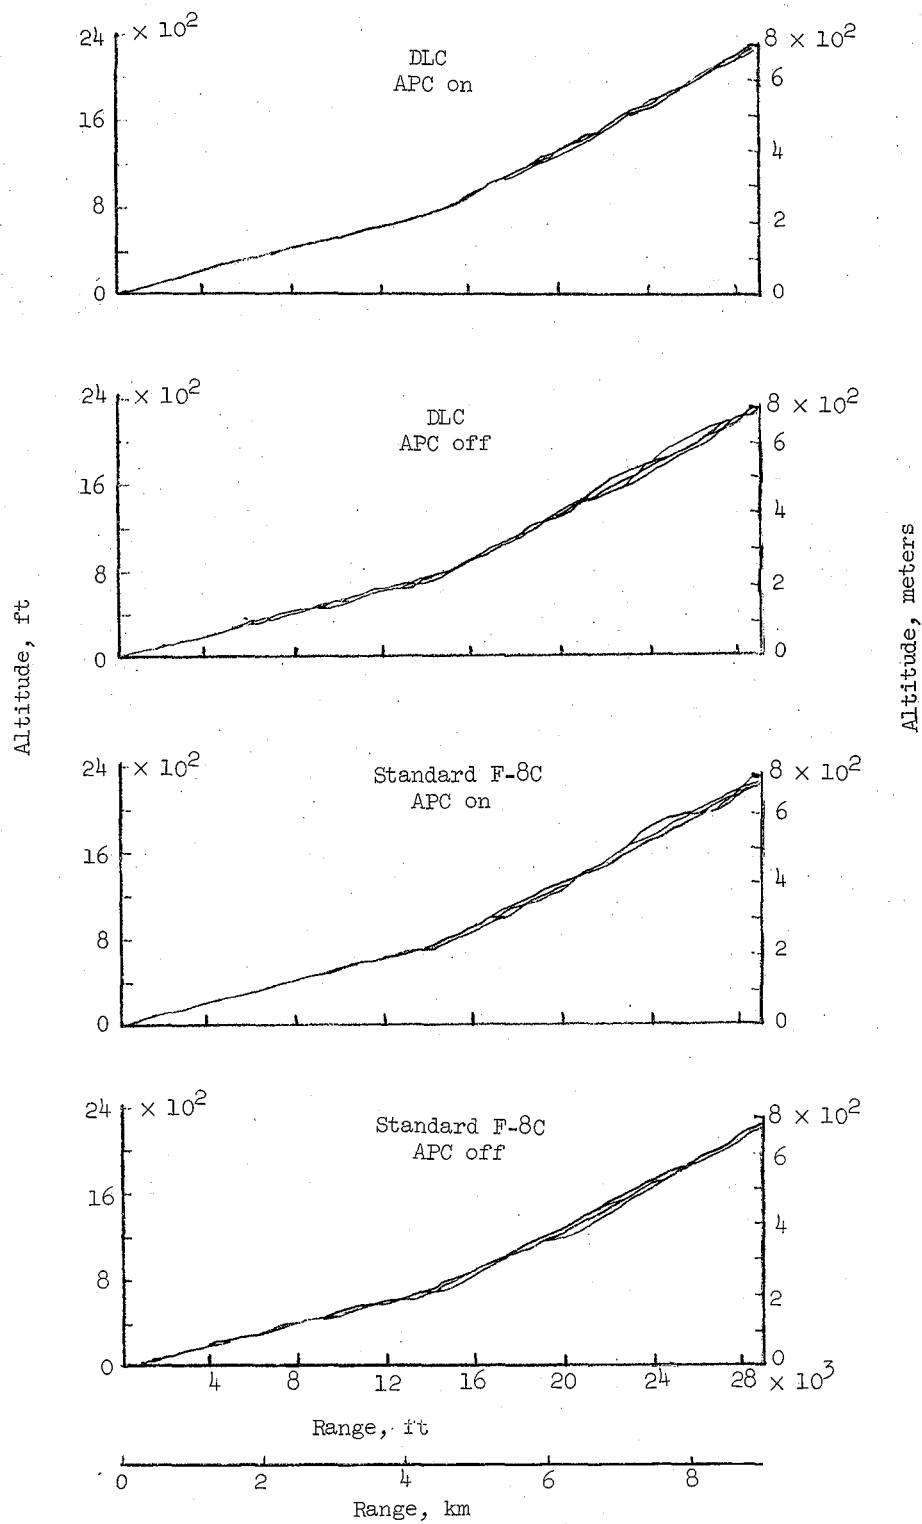 24 × 10²
8 × 10²
DLC
APC on
6
16
4
8
2
0
0
24 × 10²
8 × 10²
DLC
APC off
6
16
4
8
2
0
0
Altitude, ft
Altitude, meters
24 × 10²
8 × 10²
Standard F-8C
APC on
6
16
4
8
2
0
0
24 × 10²
8 × 10²
Standard F-8C
APC off
6
16
4
8
2
0
0
4 8 12 16 20 24 28 × 10³
Range, ft
0 2 4 6 8
Range, km